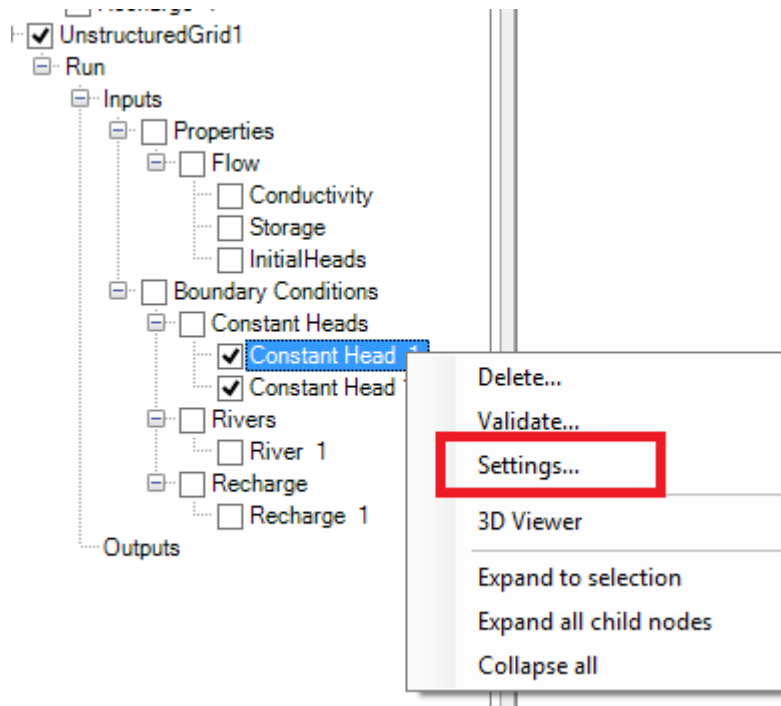 UnstructuredGrid1
Run
Inputs
Properties
Flow
Conductivity
Storage
InitialHeads
Boundary Conditions
Constant Heads
Constant Head 1
Constant Head
Rivers
River 1
Recharge
Recharge 1
Outputs
Delete...
Validate...
Settings...
3D Viewer
Expand to selection
Expand all child nodes
Collapse all